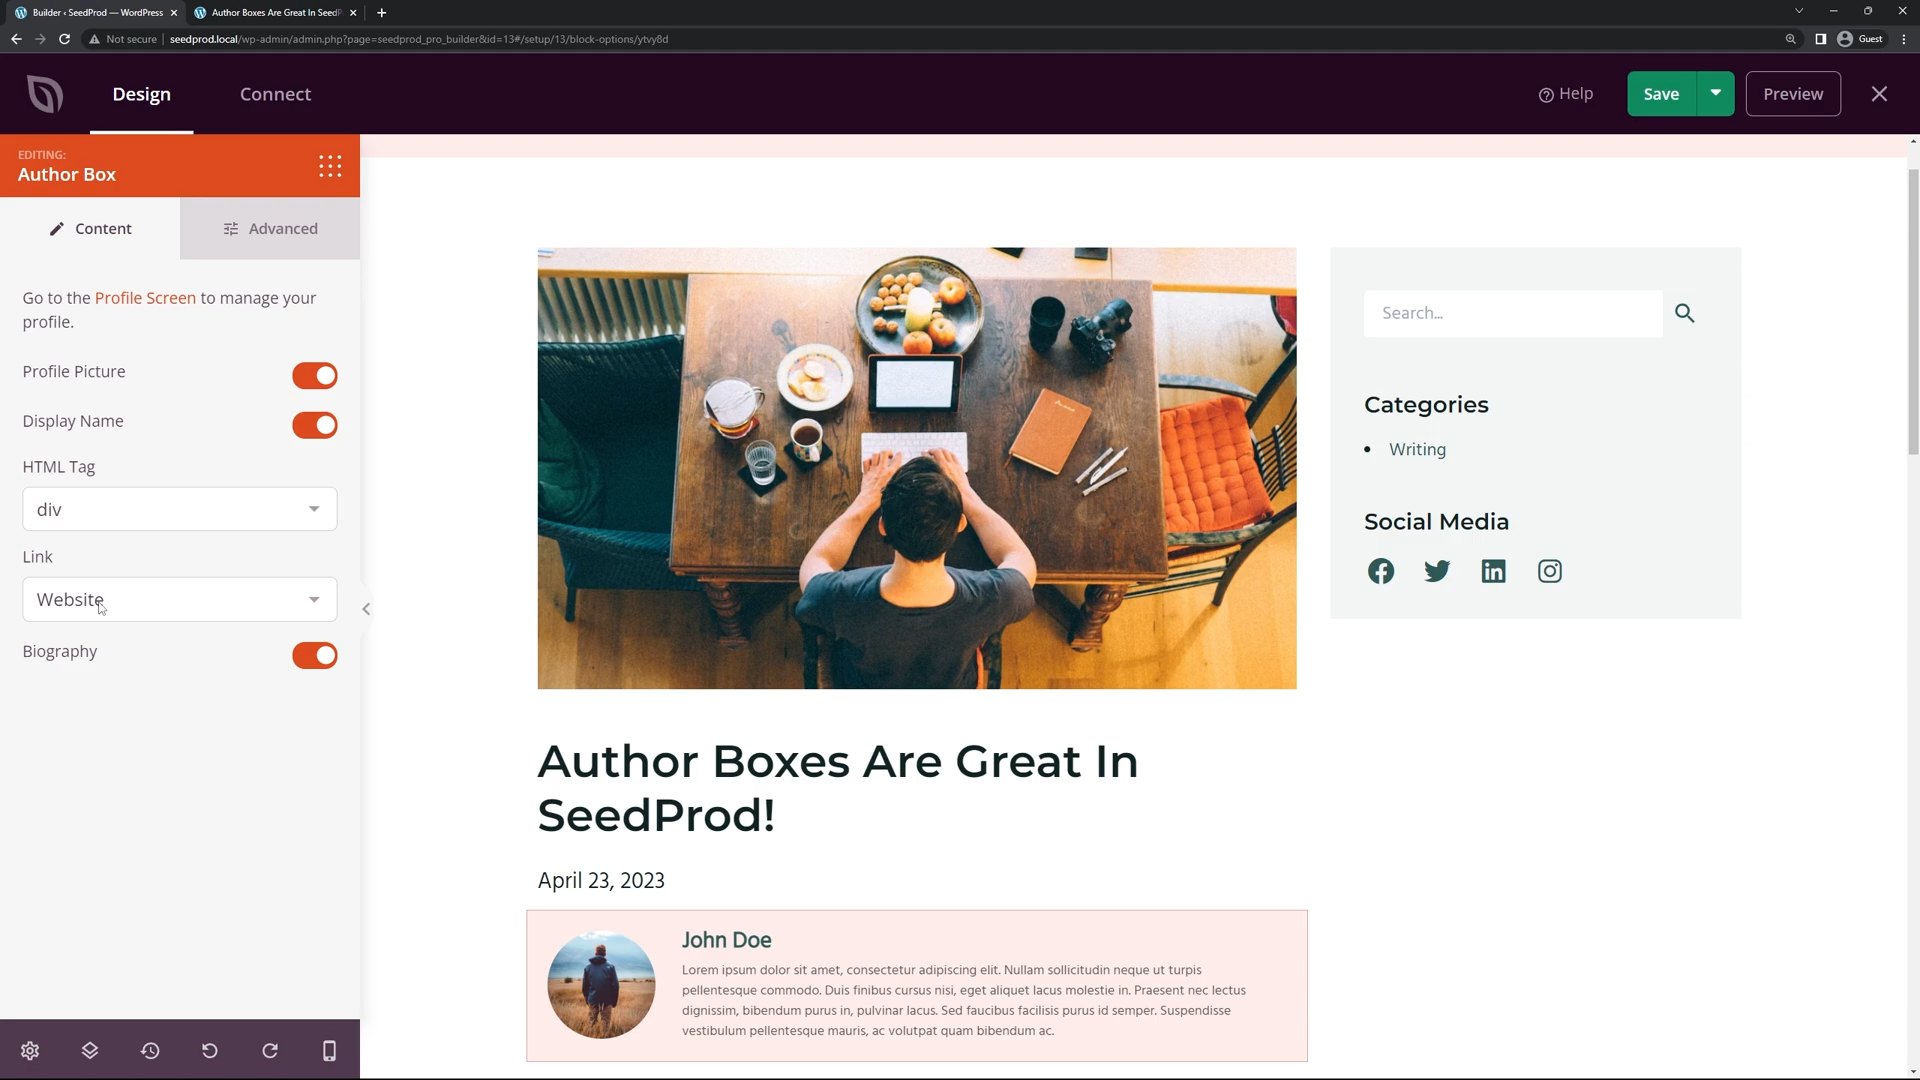 Builder ‹ SeedProd — WordPress
Author Boxes Are Great In SeedP
Not secure
seedprod.local/wp-admin/admin.php?page=seedprod_pro_builder&id=13#/setup/13/block-options/ytvy8d
Guest
Design
Connect
Help
Save
Preview
EDITING:
Author Box
Content
Advanced
Go to the Profile Screen to manage your
profile.
Profile Picture
Display Name
HTML Tag
div
Link
Website
Biography
Search...
Categories
• Writing
Social Media
Author Boxes Are Great In
SeedProd!
April 23, 2023
John Doe
Lorem ipsum dolor sit amet, consectetur adipiscing elit. Nullam sollicitudin neque ut turpis
pellentesque commodo. Duis finibus cursus nisi, eget aliquet lacus molestie in. Praesent nec lectus
dignissim, bibendum purus in, pulvinar lacus. Sed faucibus facilisis purus id semper. Suspendisse
vestibulum pellentesque mauris, ac volutpat quam bibendum ac.